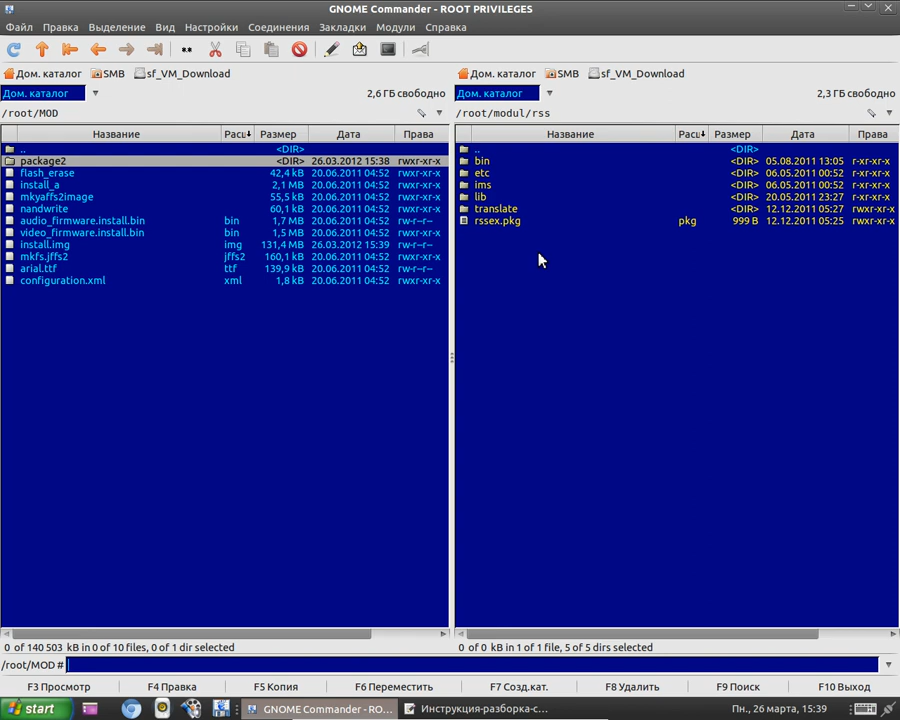 GNOME Commander - ROOT PRIVILEGES
Файл Правка Выделение Вид Настройки Соединения Закладки Модули Справка
Дом. каталог SMB sf_VM_Download
Дом. каталог 2,6 ГБ свободно
/root/MOD
Название Расш Размер Дата Права
.. <DIR>
package2 <DIR> 26.03.2012 15:38 rwxr-xr-x
flash_erase 42,4 kB 20.06.2011 04:52 rwxr-xr-x
install_a 2,1 MB 20.06.2011 04:52 rwxr-xr-x
mkyaffs2image 55,5 kB 20.06.2011 04:52 rwxr-xr-x
nandwrite 60,1 kB 20.06.2011 04:52 rwxr-xr-x
audio_firmware.install.bin bin 1,7 MB 20.06.2011 04:52 rw-r--r--
video_firmware.install.bin bin 1,5 MB 20.06.2011 04:52 rw-r--r--
install.img img 131,4 MB 26.03.2012 15:39 rw-r--r--
mkfs.jffs2 jffs2 160,1 kB 20.06.2011 04:52 rwxr-xr-x
arial.ttf ttf 139,9 kB 20.06.2011 04:52 rw-r--r--
configuration.xml xml 1,8 kB 20.06.2011 04:52 rwxr-xr-x
0 of 140 503 kB in 0 of 10 files, 0 of 1 dir selected
Дом. каталог SMB sf_VM_Download
Дом. каталог 2,3 ГБ свободно
/root/modul/rss
Название Расш Размер Дата Права
.. <DIR>
bin <DIR> 05.08.2011 13:05 r-xr-xr-x
etc <DIR> 06.05.2011 00:52 r-xr-xr-x
ims <DIR> 06.05.2011 00:52 r-xr-xr-x
lib <DIR> 20.05.2011 23:27 r-xr-xr-x
translate <DIR> 12.12.2011 05:27 rwxr-xr-x
rssex.pkg pkg 999 B 12.12.2011 05:25 rwxr-xr-x
0 of 0 kB in 1 of 1 file, 5 of 5 dirs selected
/root/MOD #
F3 Просмотр F4 Правка F5 Копия F6 Переместить F7 Созд.кат. F8 Удалить F9 Поиск F10 Выход
start GNOME Commander - RO... Инструкция-разборка-с... Пн., 26 марта, 15:39